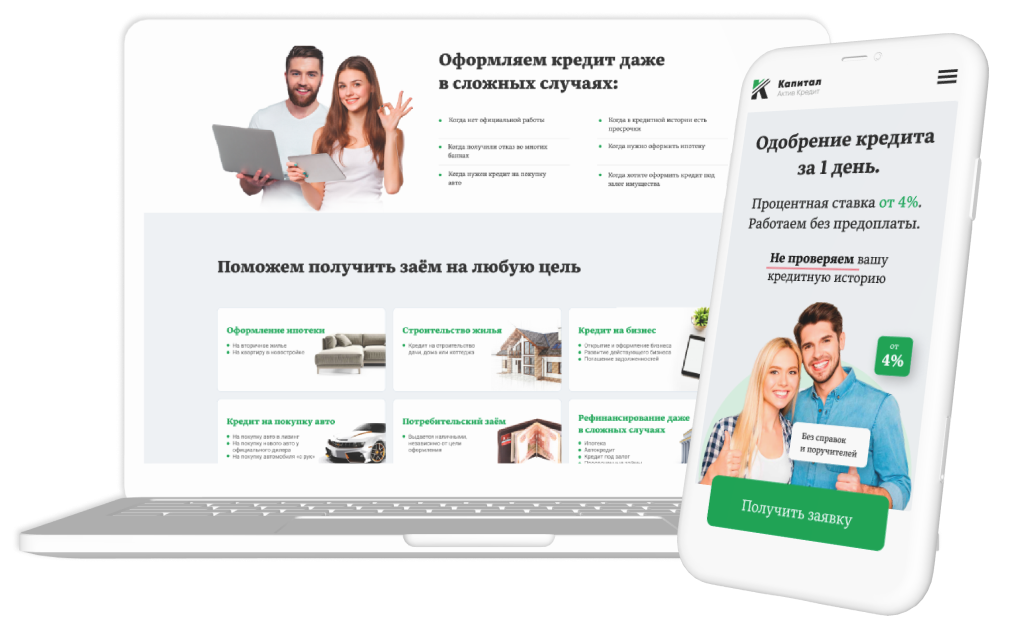 Оформляем кредит даже
в сложных случаях:
Когда нет официальной работы
Когда получили отказ во многих
банках
Когда нужен кредит на покупку
авто
Когда в кредитной истории есть
просрочки
Когда нужно оформить ипотеку
Когда хотите оформить кредит под
залог имущества
Поможем получить заём на любую цель
Оформление ипотеки
На вторичное жилье
На квартиру в новостройке
Строительство жилья
Кредит на строительство
дачи, дома или коттеджа
Кредит на бизнес
Открытие и оформление бизнеса
Развитие действующего бизнеса
Погашение задолженностей
Кредит на покупку авто
На покупку авто в лизинг
На покупку нового авто у
официального дилера
На покупку автомобиля «с рук»
Потребительский заём
Выдается наличными,
независимо от цели
оформления
Рефинансирование даже
в сложных случаях
Ипотека
Автокредит
Кредит под залог
Капитал
Актив Кредит
Одобрение кредита
за 1 день.
Процентная ставка от 4%.
Работаем без предоплаты.
Не проверяем вашу
кредитную историю
от
4%
Без справок
и поручителей
Получить заявку